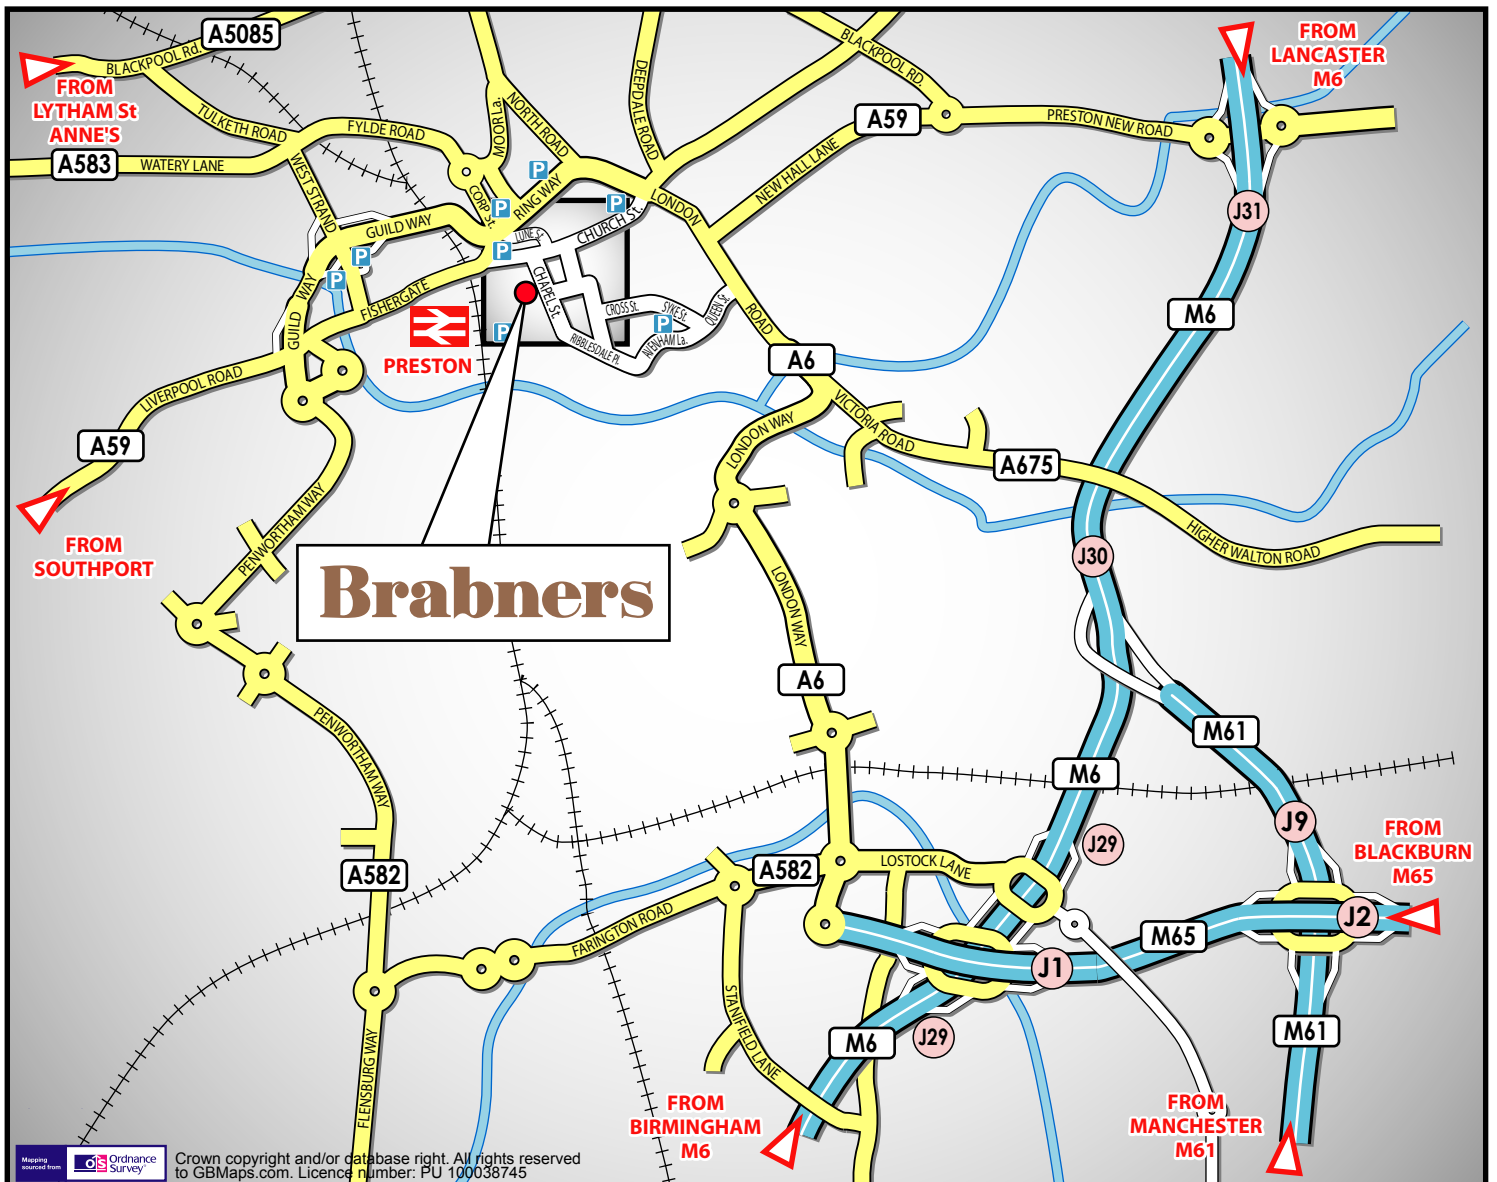 A5085
BLACKPOOL Rd.
FROM
LYTHAM St
ANNE'S
TULKETH ROAD
FYLDE ROAD
A583
WATERY LANE
WEST STRAND
MOOR La.
NORTH ROAD
DEEPDALE ROAD
BLACKPOOL RD.
A59
PRESTON NEW ROAD
NEW HALL LANE
FROM
LANCASTER
M6
J31
P
CORP St.
P
RING WAY
P
LONDON
ROAD
GUILD WAY
P
LUNE St.
CHURCH St.
P
P
GUILD WAY
FISHERGATE
CHAPEL St.
CROSS St.
SYKE St.
QUEEN St.
P
P
RIBBLESDALE Pl.
AVENHAM La.
PRESTON
LIVERPOOL ROAD
A59
FROM
SOUTHPORT
M6
A6
VICTORIA ROAD
LONDON WAY
A675
HIGHER WALTON ROAD
PENWORTHAM WAY
J30
Brabners
LONDON WAY
A6
PENWORTHAM WAY
M61
M6
J9
J29
FROM
BLACKBURN
M65
A582
A582
LOSTOCK LANE
FARINGTON ROAD
J2
M65
J1
STANIFIELD LANE
M6
J29
M61
FLENSBURG WAY
FROM
BIRMINGHAM
M6
FROM
MANCHESTER
M61
Mapping
sourced from
OS
Ordnance
Survey
Crown copyright and/or database right. All rights reserved
to GBMaps.com. Licence number: PU 100038745